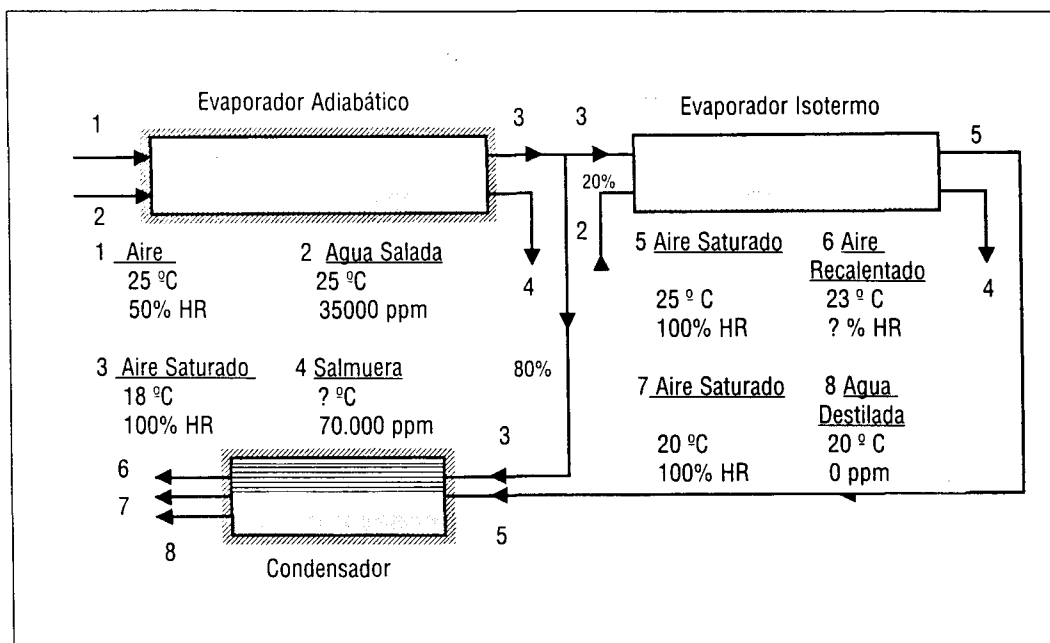 Evaporador Adiabático
Evaporador Isotermo
1
3
3
5
20%
2
2
4
4
1 Aire
25 ºC
50% HR
2 Agua Salada
25 ºC
35000 ppm
5 Aire Saturado
25 º C
100% HR
6 Aire
Recalentado
23 º C
? % HR
3 Aire Saturado
18 ºC
100% HR
4 Salmuera
? ºC
70.000 ppm
80%
7 Aire Saturado
20 ºC
100% HR
8 Agua
Destilada
20 º C
0 ppm
3
6
7
8
5
Condensador